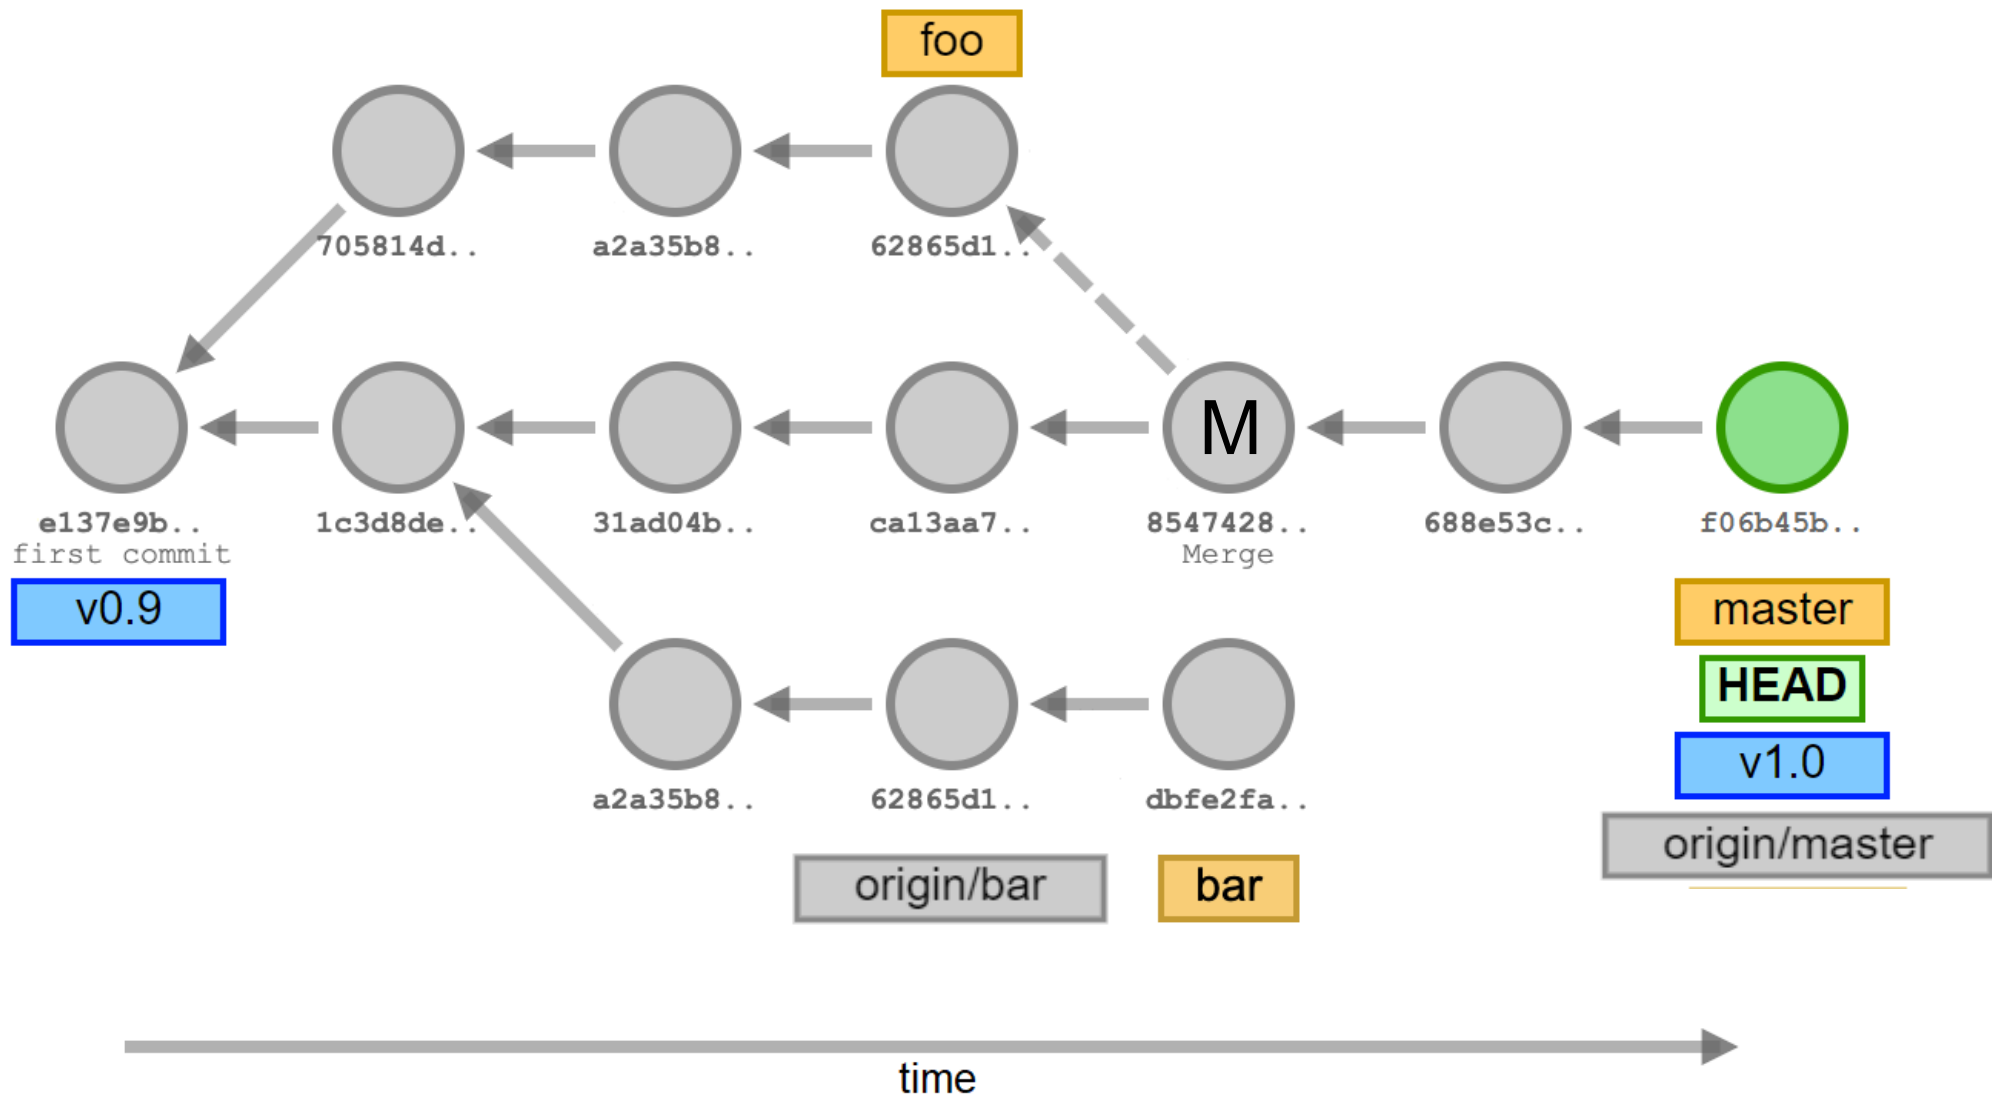 foo
705814d..
a2a35b8..
62865d1..
M
e137e9b..
first commit
1c3d8de..
31ad04b..
ca13aa7..
8547428..
Merge
688e53c..
f06b45b..
v0.9
master
HEAD
v1.0
origin/master
a2a35b8..
62865d1..
dbfe2fa..
origin/bar
bar
time